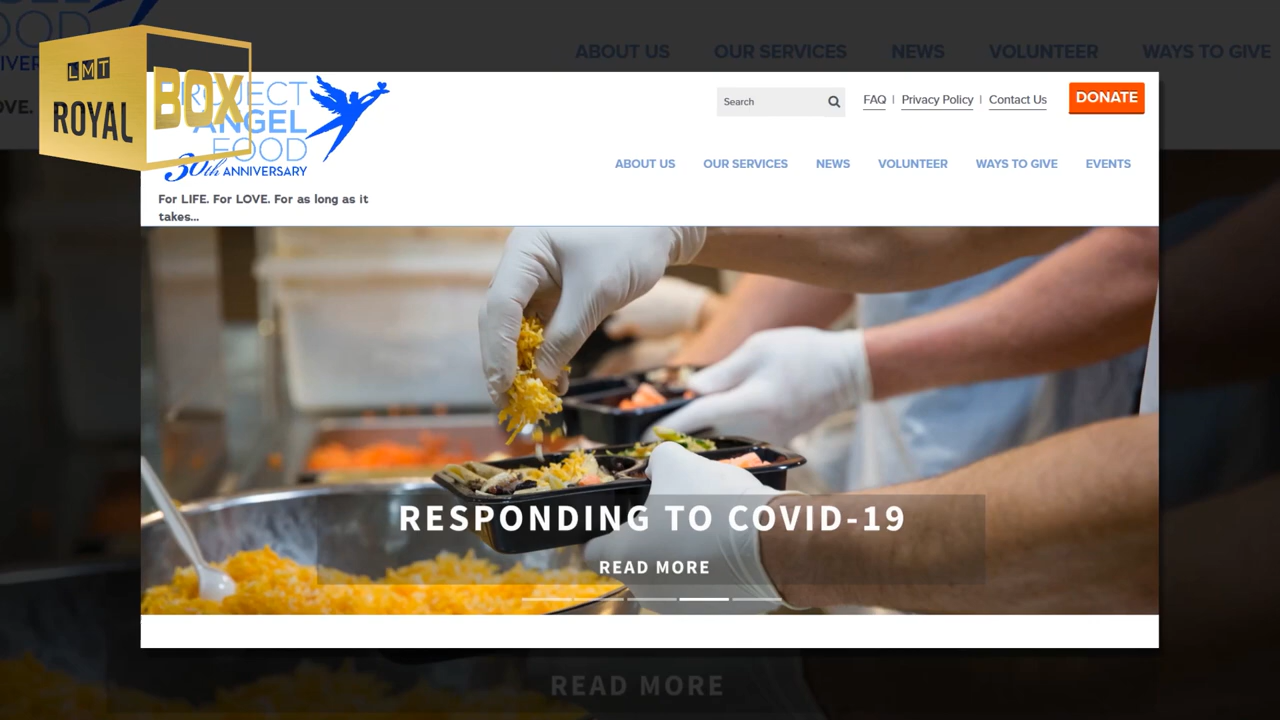 ABOUT US OUR SERVICES NEWS VOLUNTEER WAYS TO GIVE
LMT
ROYAL BOX
PROJECT
ANGEL
FOOD
30th ANNIVERSARY
For LIFE. For LOVE. For as long as it
takes...
Search
FAQ | Privacy Policy | Contact Us
DONATE
ABOUT US OUR SERVICES NEWS VOLUNTEER WAYS TO GIVE EVENTS
RESPONDING TO COVID-19
READ MORE
READ MORE